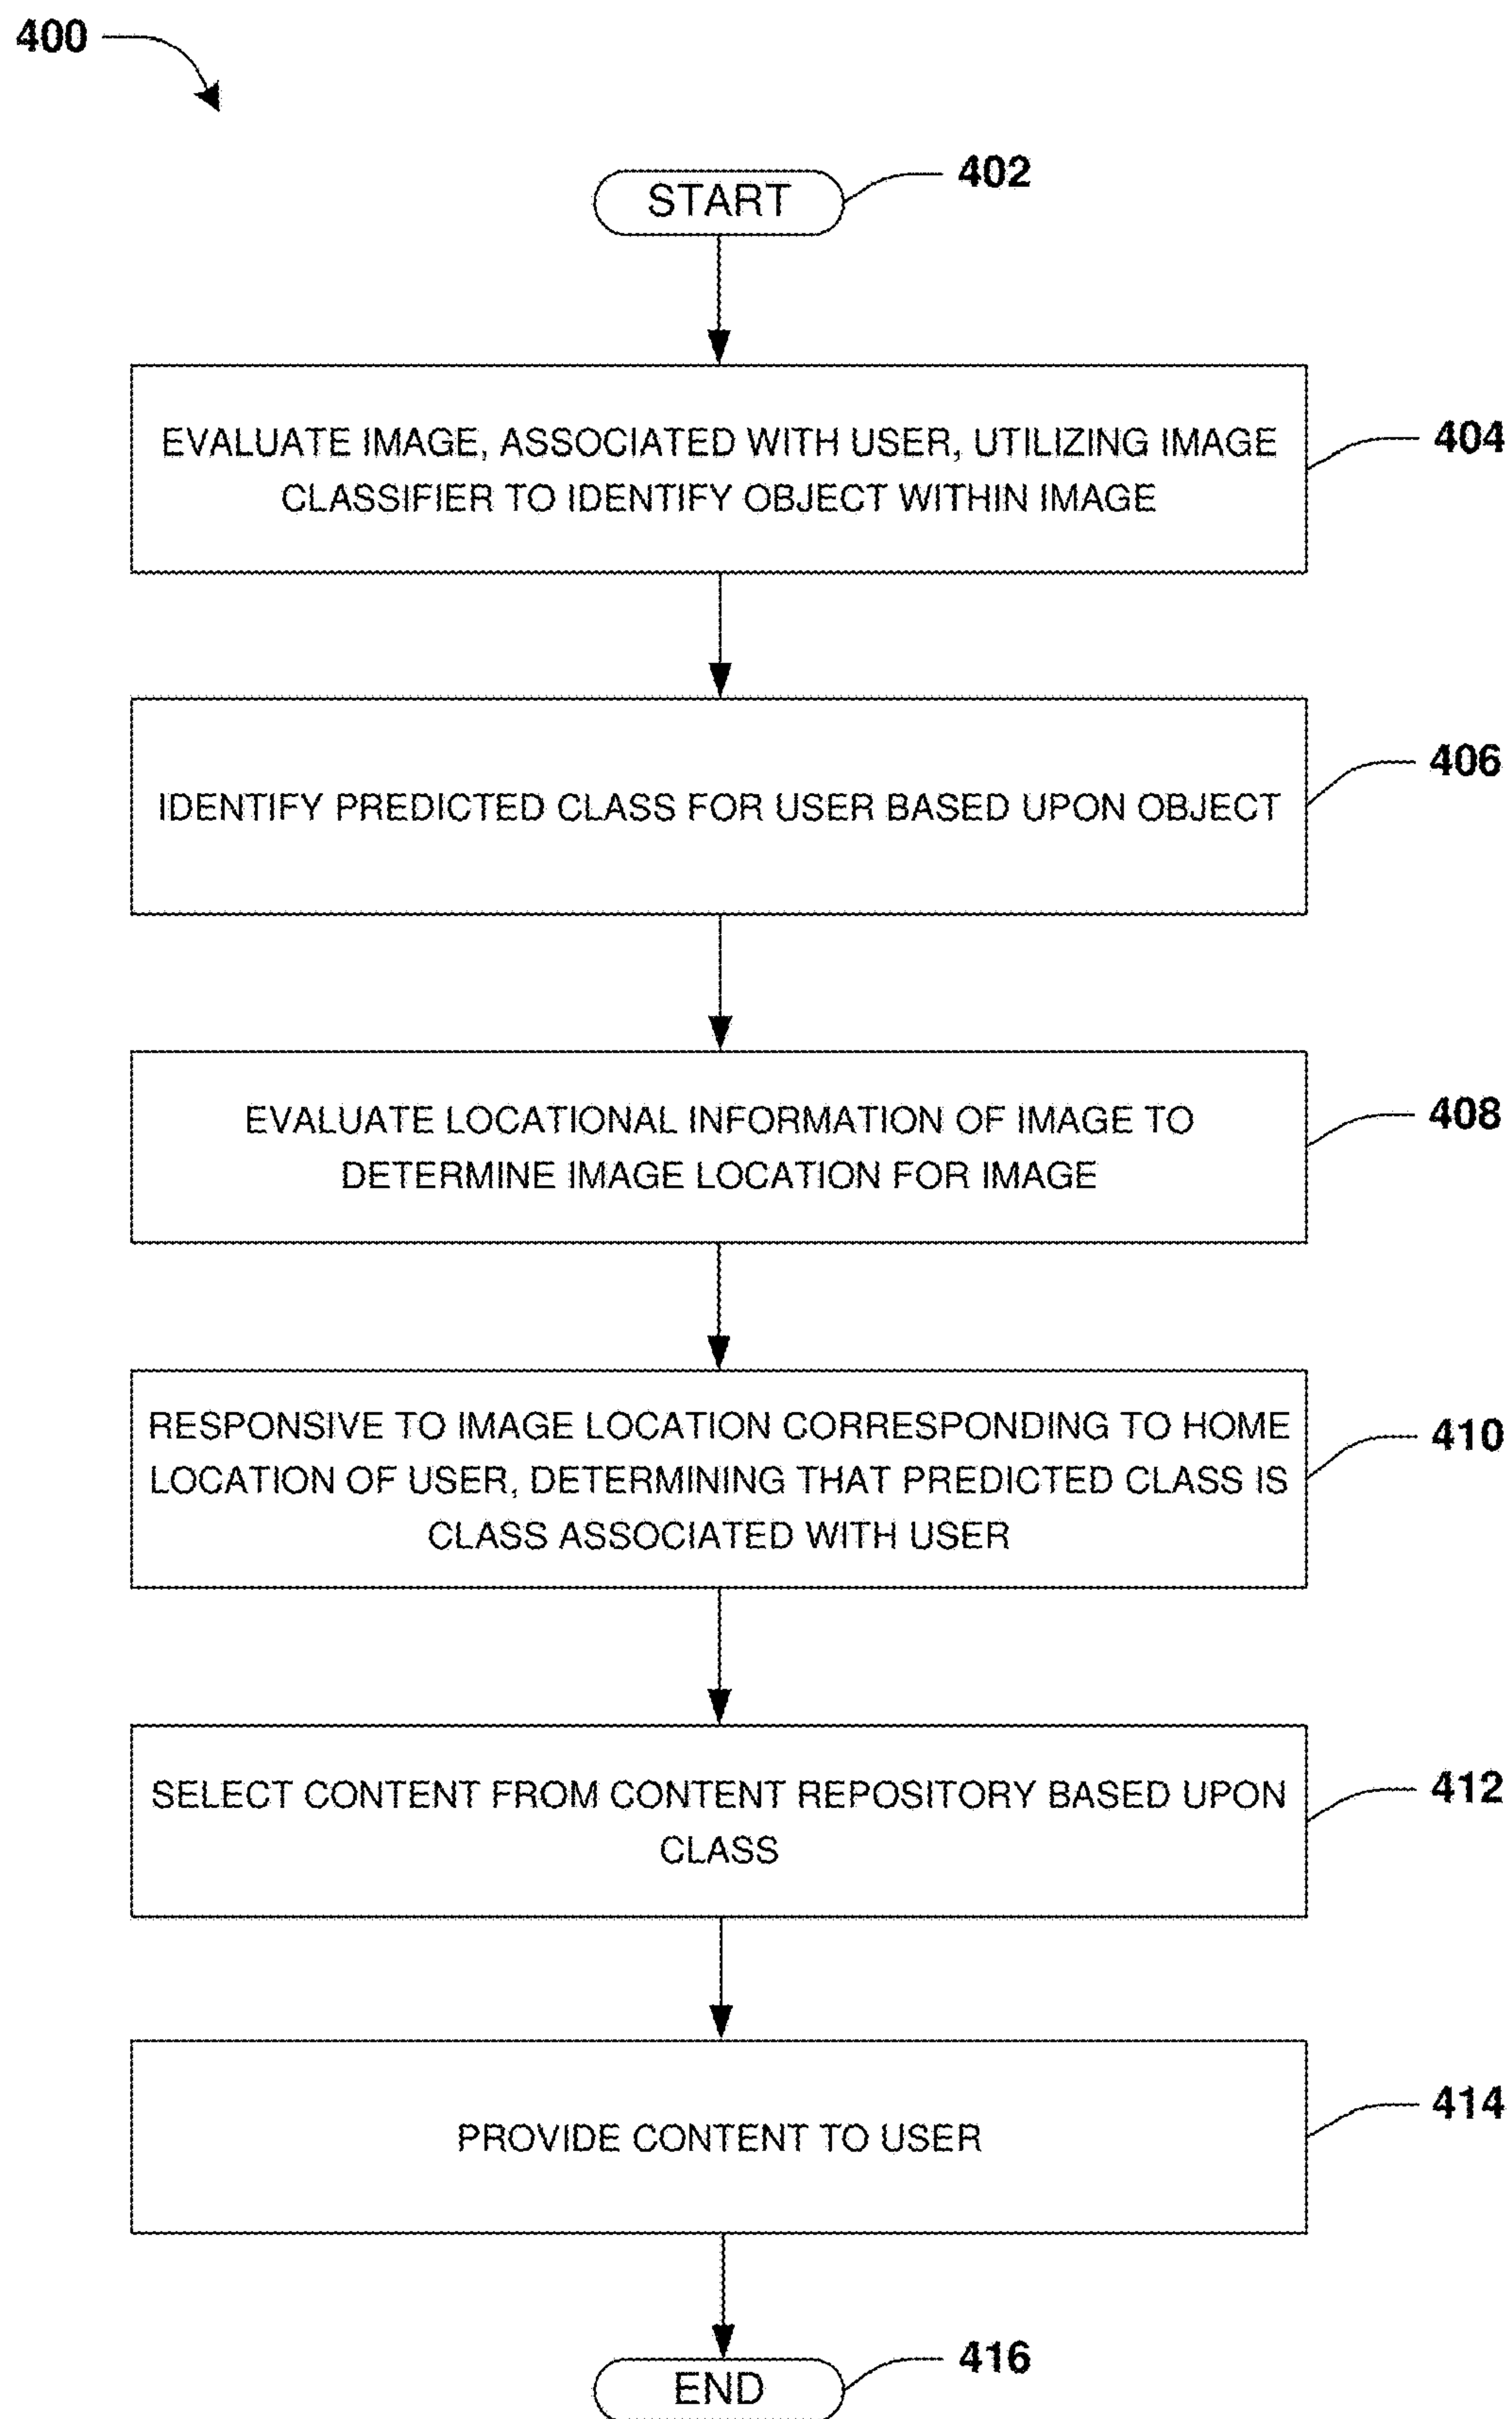 400
START
402
EVALUATE IMAGE, ASSOCIATED WITH USER, UTILIZING IMAGE
CLASSIFIER TO IDENTIFY OBJECT WITHIN IMAGE
404
IDENTIFY PREDICTED CLASS FOR USER BASED UPON OBJECT
406
EVALUATE LOCATIONAL INFORMATION OF IMAGE TO
DETERMINE IMAGE LOCATION FOR IMAGE
408
RESPONSIVE TO IMAGE LOCATION CORRESPONDING TO HOME
LOCATION OF USER, DETERMINING THAT PREDICTED CLASS IS
CLASS ASSOCIATED WITH USER
410
SELECT CONTENT FROM CONTENT REPOSITORY BASED UPON
CLASS
412
PROVIDE CONTENT TO USER
414
END
416